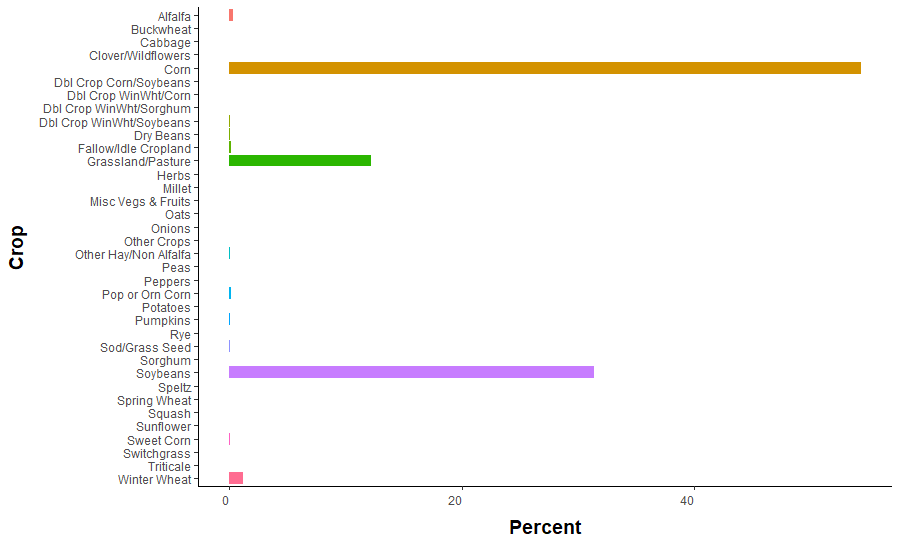 Alfalfa
Buckwheat
Cabbage
Clover/Wildflowers
Corn
Dbl Crop Corn/Soybeans
Dbl Crop WinWht/Corn
Dbl Crop WinWht/Sorghum
Dbl Crop WinWht/Soybeans
Dry Beans
Fallow/Idle Cropland
Grassland/Pasture
Herbs
Millet
Misc Vegs & Fruits
Oats
Onions
Other Crops
Other Hay/Non Alfalfa
Peas
Peppers
Pop or Orn Corn
Potatoes
Pumpkins
Rye
Sod/Grass Seed
Sorghum
Soybeans
Speltz
Spring Wheat
Squash
Sunflower
Sweet Corn
Switchgrass
Triticale
Winter Wheat
Crop
0 20 40
Percent